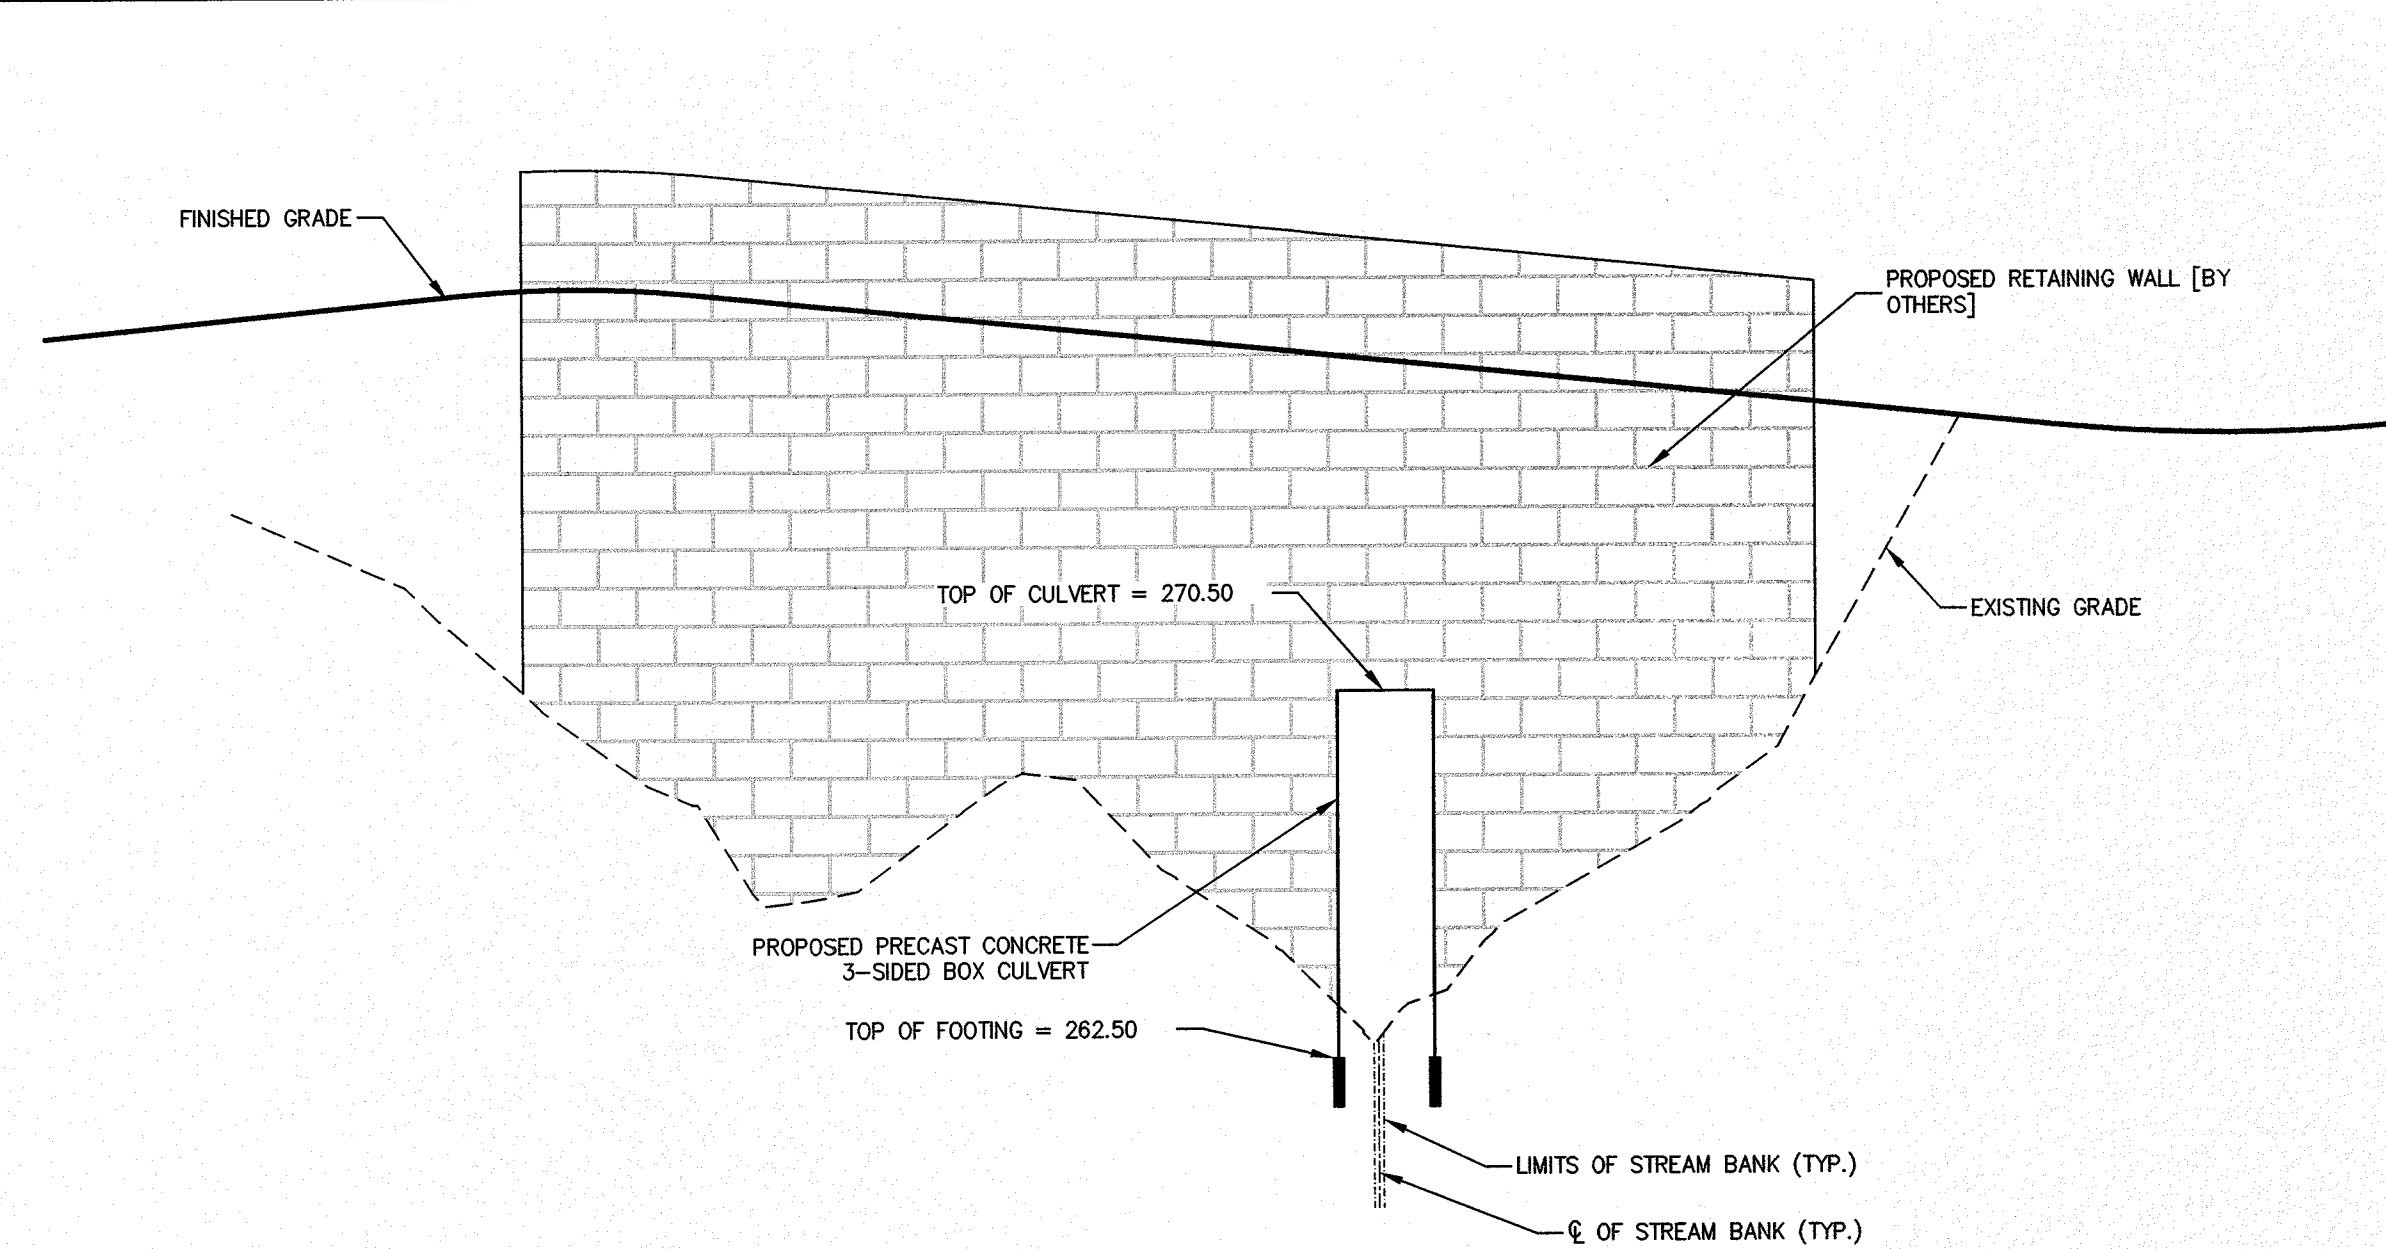 FINISHED GRADE
PROPOSED RETAINING WALL [BY
OTHERS]
TOP OF CULVERT = 270.50
EXISTING GRADE
PROPOSED PRECAST CONCRETE
3-SIDED BOX CULVERT
TOP OF FOOTING = 262.50
LIMITS OF STREAM BANK (TYP.)
℄ OF STREAM BANK (TYP.)